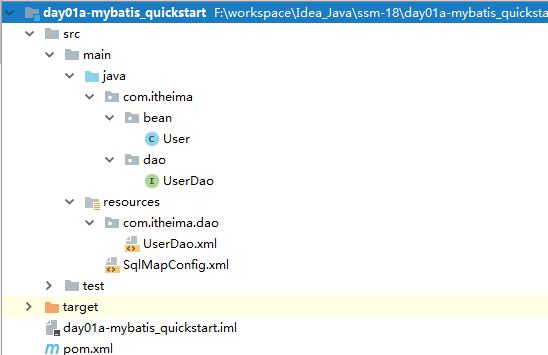 day01a-mybatis_quickstart F:\workspace\Idea_Java\ssm-18\day01a-mybatis_quicksta
src
main
java
com.itheima
bean
C User
dao
I UserDao
resources
com.itheima.dao
UserDao.xml
SqlMapConfig.xml
test
target
day01a-mybatis_quickstart.iml
m pom.xml